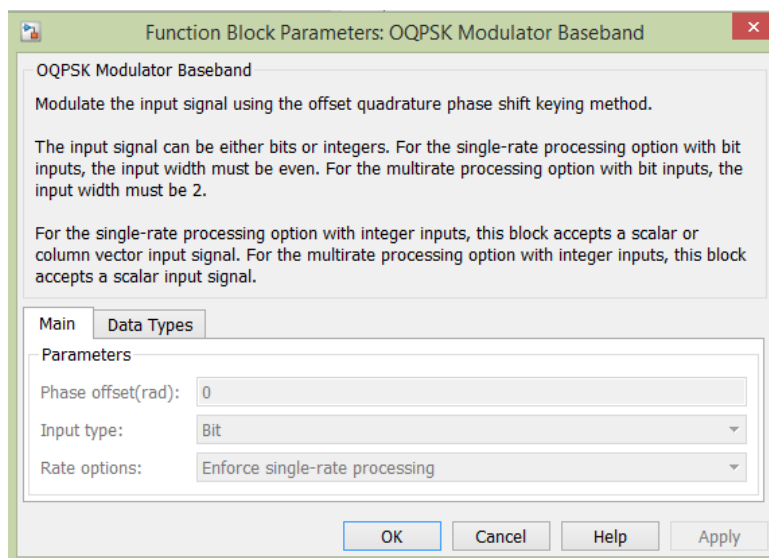 Function Block Parameters: OQPSK Modulator Baseband
OQPSK Modulator Baseband
Modulate the input signal using the offset quadrature phase shift keying method.
The input signal can be either bits or integers. For the single-rate processing option with bit
inputs, the input width must be even. For the multirate processing option with bit inputs, the
input width must be 2.
For the single-rate processing option with integer inputs, this block accepts a scalar or
column vector input signal. For the multirate processing option with integer inputs, this block
accepts a scalar input signal.
Main Data Types
Parameters
Phase offset(rad): 0
Input type: Bit
Rate options: Enforce single-rate processing
OK Cancel Help Apply